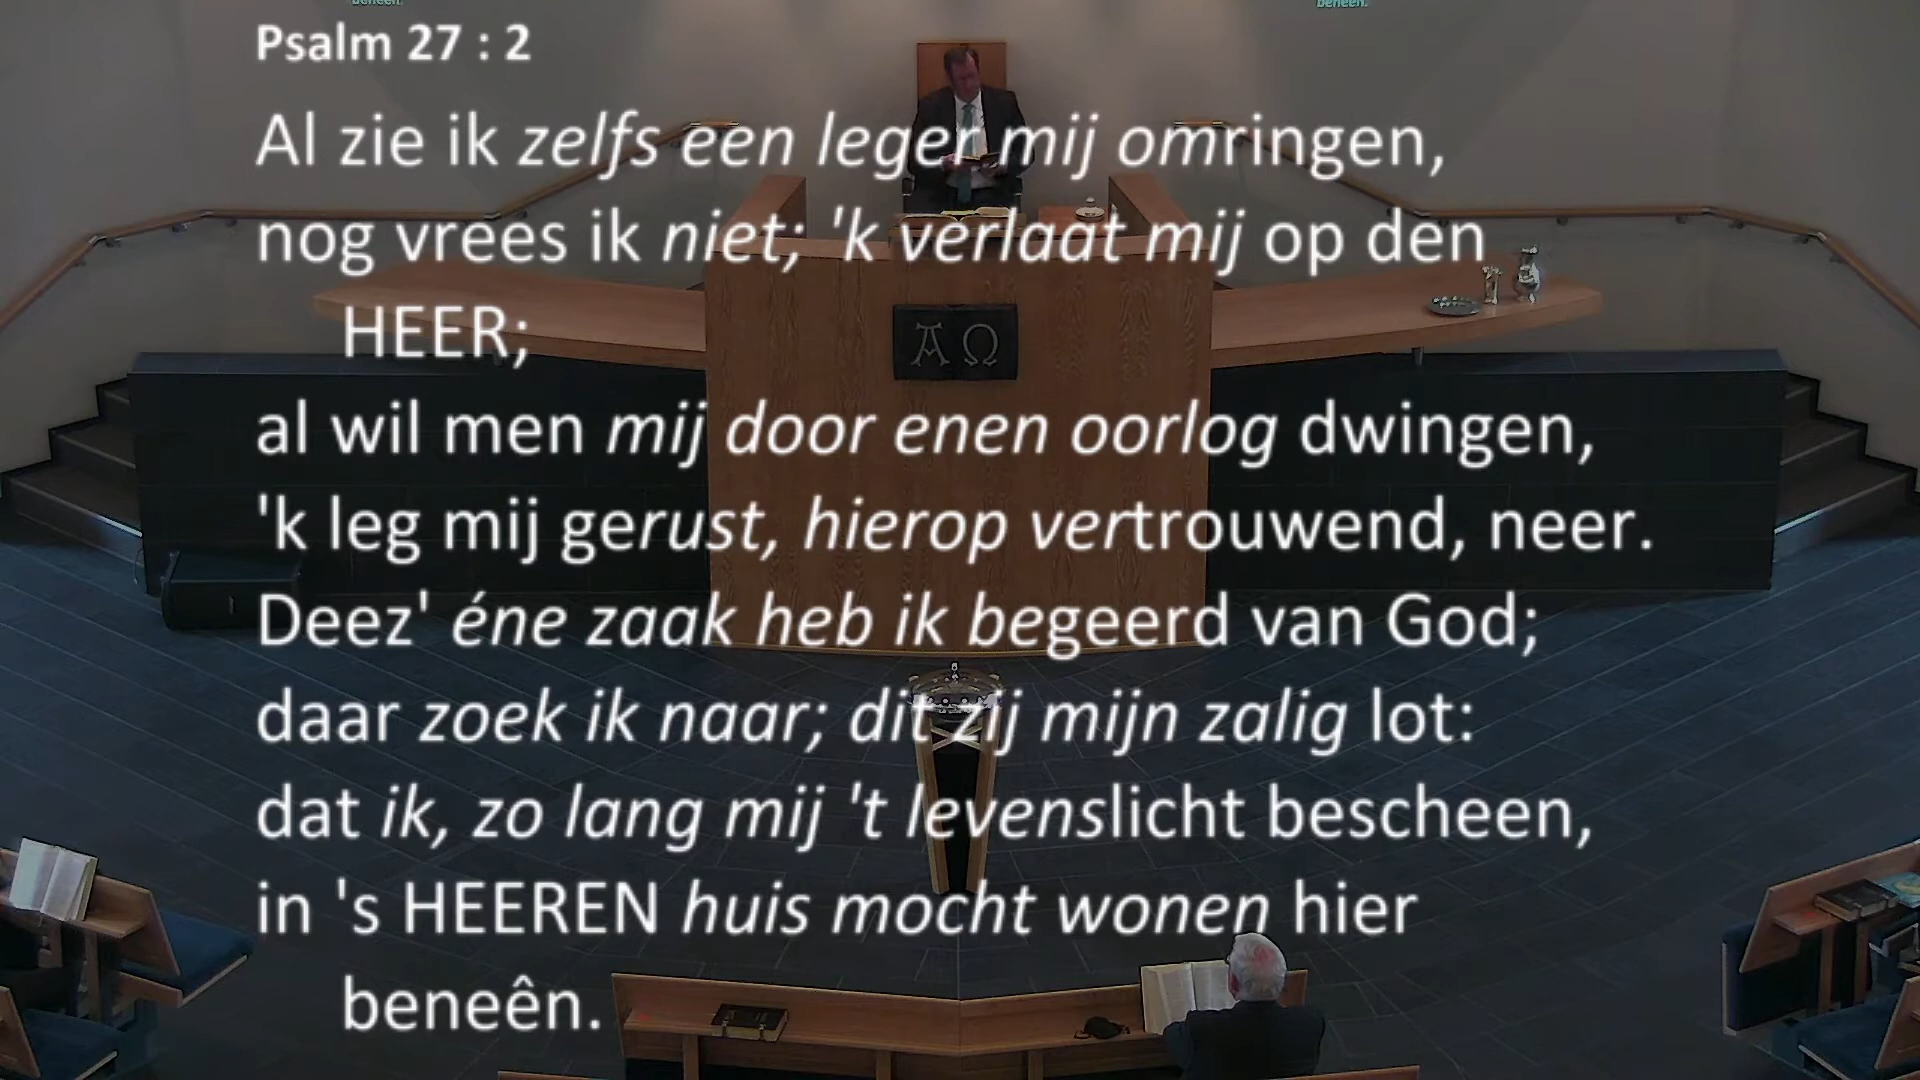 beneên.
beneên.
Psalm 27 : 2
Al zie ik zelfs een leger mij omringen,
nog vrees ik niet; 'k verlaat mij op den
HEER;
ΑΩ
al wil men mij door enen oorlog dwingen,
'k leg mij gerust, hierop vertrouwend, neer.
Deez' éne zaak heb ik begeerd van God;
daar zoek ik naar; dit zij mijn zalig lot:
dat ik, zo lang mij 't levenslicht bescheen,
in 's HEEREN huis mocht wonen hier
beneên.